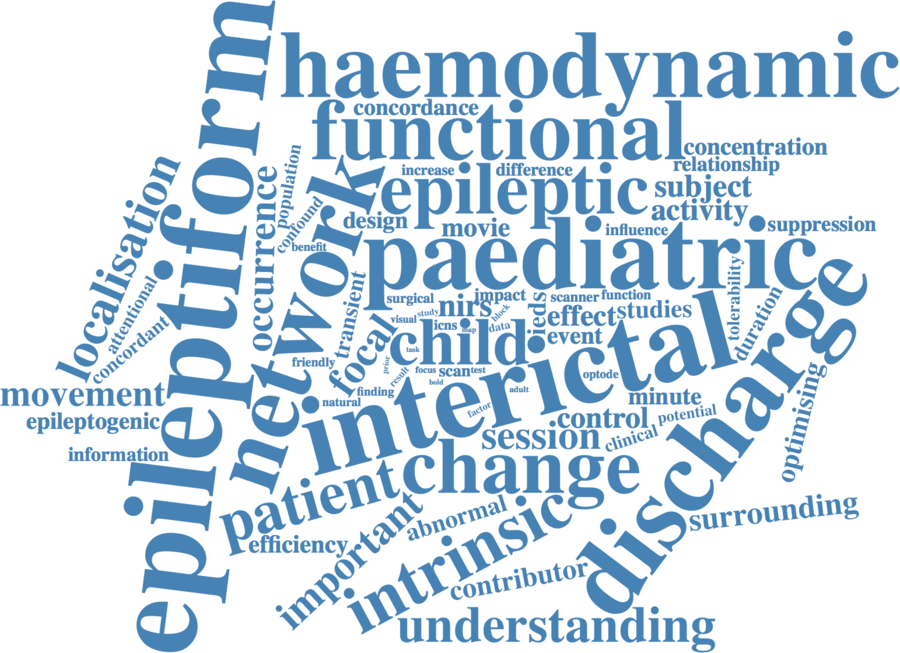 haemodynamic
concordance
functional
concentration
relationship
increase
difference
epileptic
subject
activity
design
movie
influence
suppression
paediatric
epileptiform
population
confound
benefit
occurrence
localisation
attentional
concordant
network
transient
surgical
nirs
impact
scanner
function
tolerability
duration
visual
study
block
icns
map
data
ieds
effect
studies
focal
child
event
task
prior
result
friendly
focus
scan
test
bold
adult
optode
interictal
discharge
movement
epileptogenic
information
finding
natural
factor
minute
control
potential
clinical
session
optimising
change
patient
efficiency
important
abnormal
intrinsic
surrounding
contributor
understanding